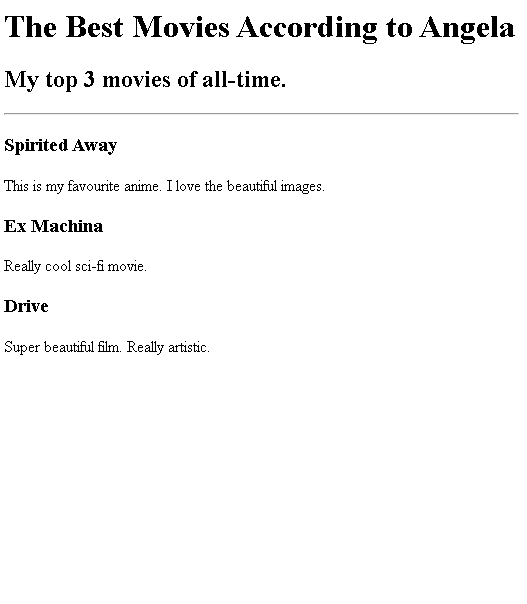 The Best Movies According to Angela
My top 3 movies of all-time.
Spirited Away
This is my favourite anime. I love the beautiful images.
Ex Machina
Really cool sci-fi movie.
Drive
Super beautiful film. Really artistic.